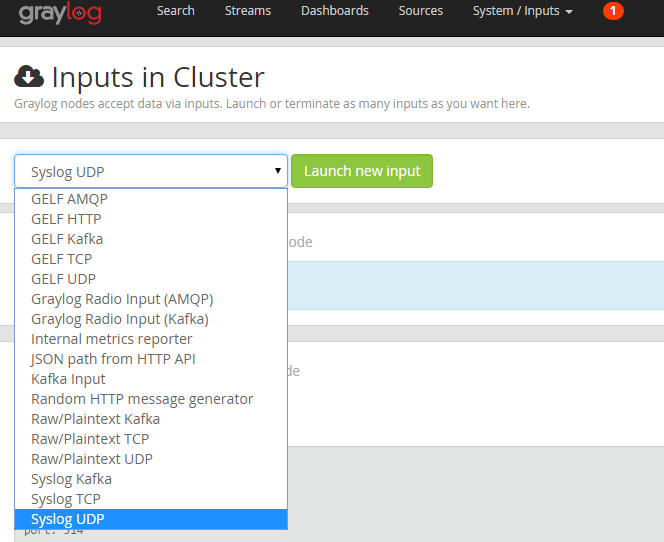 graylog Search Streams Dashboards Sources System / Inputs 1
Inputs in Cluster
Graylog nodes accept data via inputs. Launch or terminate as many inputs as you want here.
Syslog UDP Launch new input
GELF AMQP
GELF HTTP
GELF Kafka
GELF TCP
GELF UDP
Graylog Radio Input (AMQP)
Graylog Radio Input (Kafka)
Internal metrics reporter
JSON path from HTTP API
Kafka Input
Random HTTP message generator
Raw/Plaintext Kafka
Raw/Plaintext TCP
Raw/Plaintext UDP
Syslog Kafka
Syslog TCP
Syslog UDP